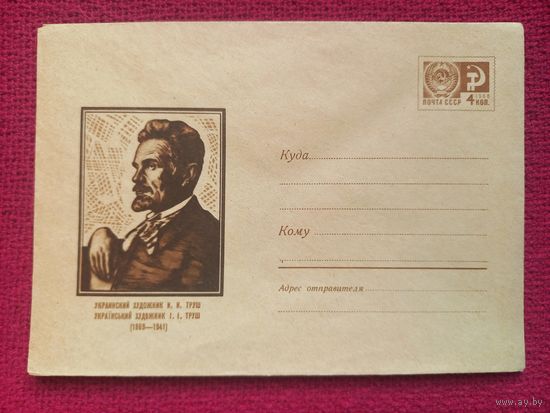 1966
ПОЧТА СССР 4 КОП.
Куда
Кому
Адрес отправителя
УКРАИНСКИЙ ХУДОЖНИК И. И. ТРУШ
УКРАЇНСЬКИЙ ХУДОЖНИК І. І. ТРУШ
(1869—1941)
www.ay.by